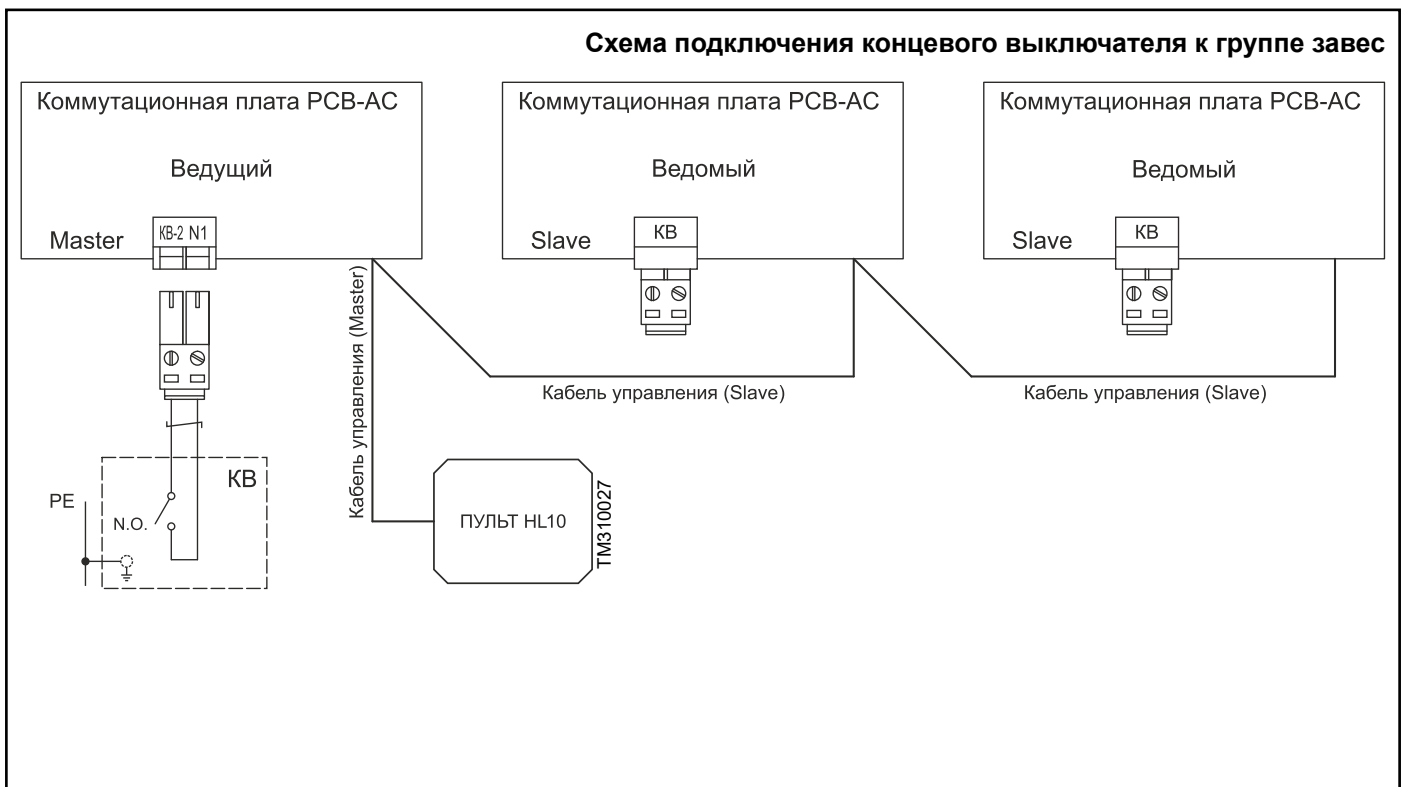 Схема подключения концевого выключателя к группе завес
Коммутационная плата PCB-AC
Ведущий
Master
КВ-2 N1
Коммутационная плата PCB-AC
Ведомый
Slave
КВ
Коммутационная плата PCB-AC
Ведомый
Slave
КВ
Кабель управления (Master)
Кабель управления (Slave)
Кабель управления (Slave)
КВ
PE
N.O.
ПУЛЬТ HL10
TM310027